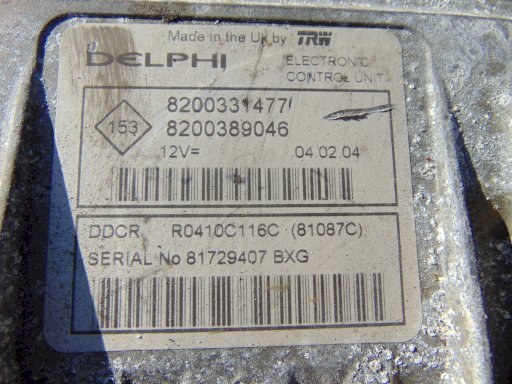 Made in the UK by TRW
DELPHI
ELECTRONIC
CONTROL UNIT
153
8200331477
8200389046
12V= 04.02.04
DDCR R0410C116C (81087C)
SERIAL No 81729407 BXG